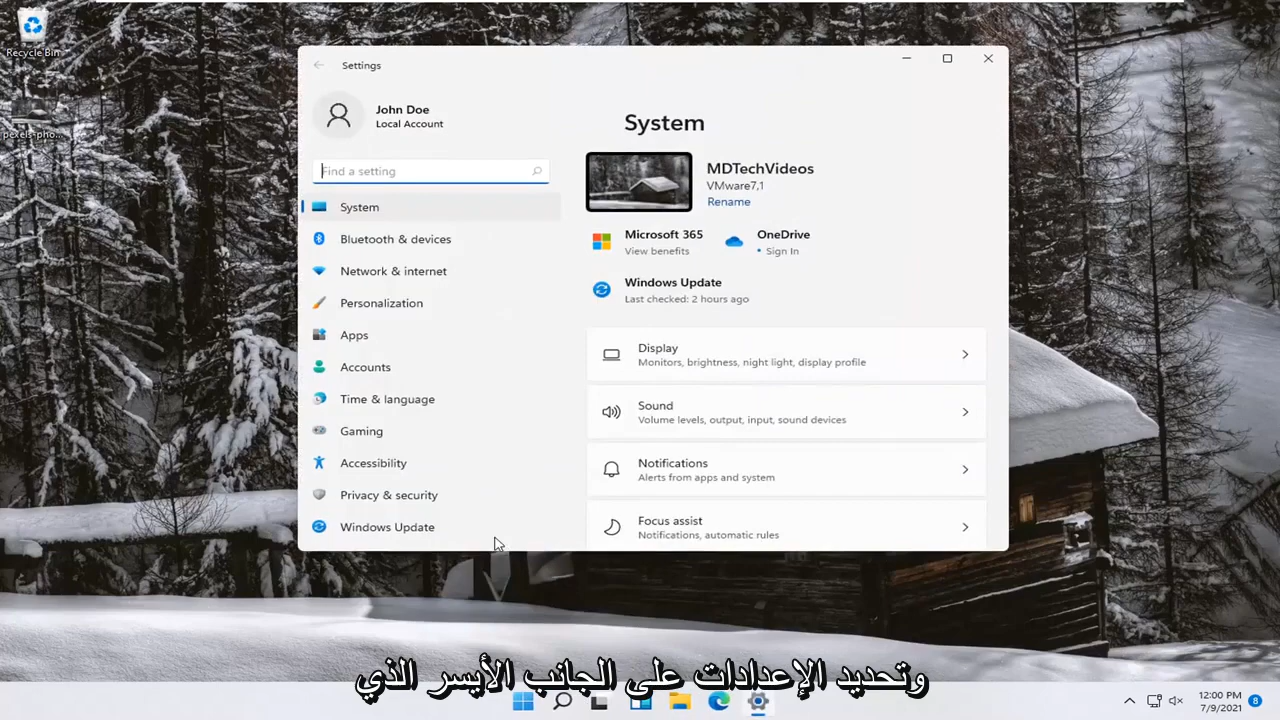 Recycle Bin
pexels-pho...
Settings
John Doe
Local Account
Find a setting
System
Bluetooth & devices
Network & internet
Personalization
Apps
Accounts
Time & language
Gaming
Accessibility
Privacy & security
Windows Update
System
MDTechVideos
VMware7,1
Rename
Microsoft 365
View benefits
OneDrive
• Sign In
Windows Update
Last checked: 2 hours ago
Display
Monitors, brightness, night light, display profile
Sound
Volume levels, output, input, sound devices
Notifications
Alerts from apps and system
Focus assist
Notifications, automatic rules
وتحديد الإعدادات على الجانب الأيسر الذي
12:00 PM
7/9/2021
8